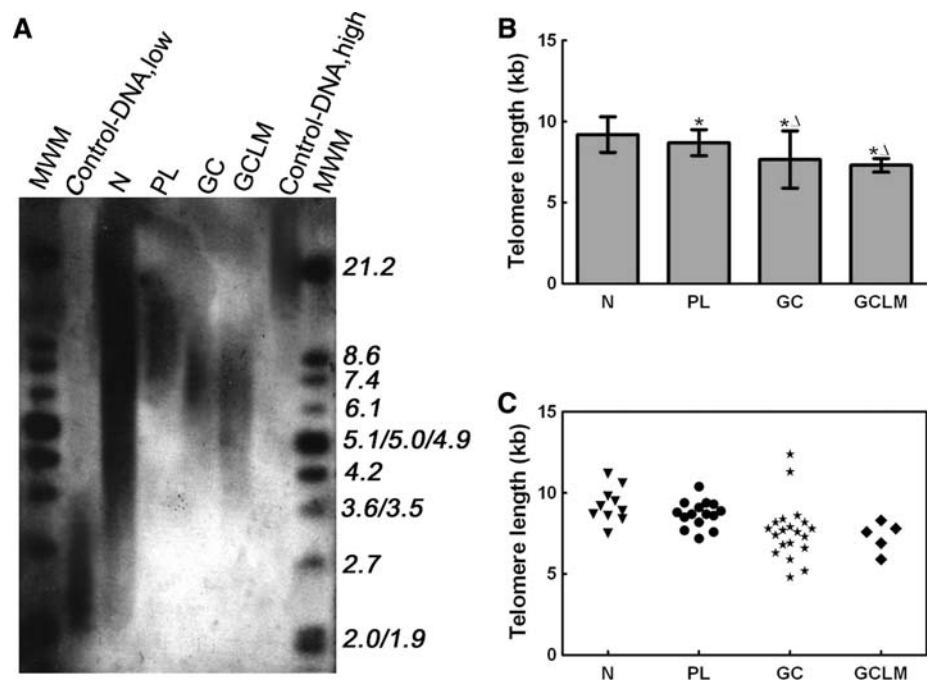 A
MWM
Control-DNA,low
N
PL
GC
GCLM
Control-DNA,high
MWM
21.2
8.6
7.4
6.1
5.1/5.0/4.9
4.2
3.6/3.5
2.7
2.0/1.9
B
Telomere length (kb)
15
10
5
0
*
*
*
N
PL
GC
GCLM
C
Telomere length (kb)
15
10
5
0
N
PL
GC
GCLM